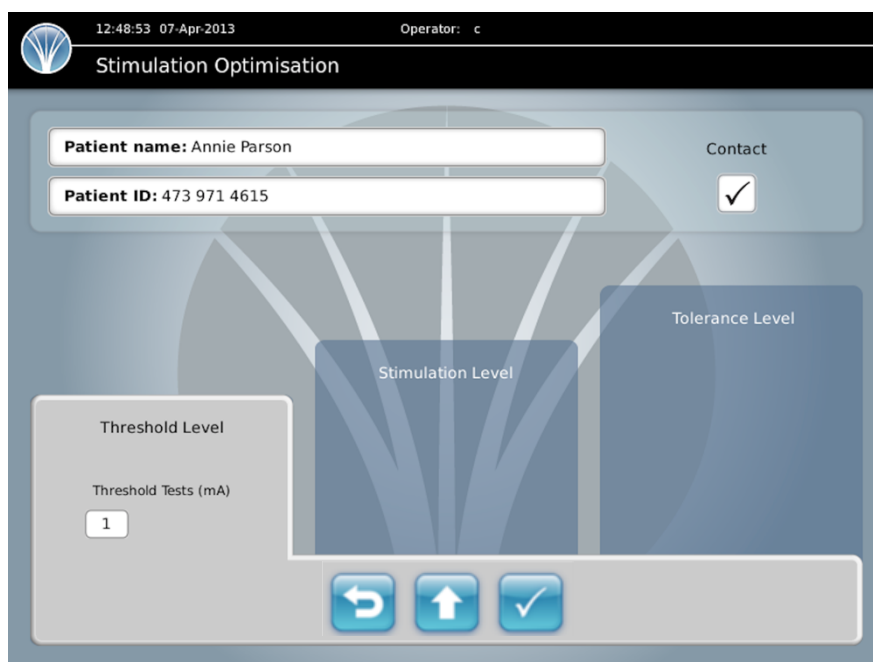 12:48:53 07-Apr-2013 Operator: c
Stimulation Optimisation
Patient name: Annie Parson
Contact
Patient ID: 473 971 4615
Tolerance Level
Stimulation Level
Threshold Level
Threshold Tests (mA)
1